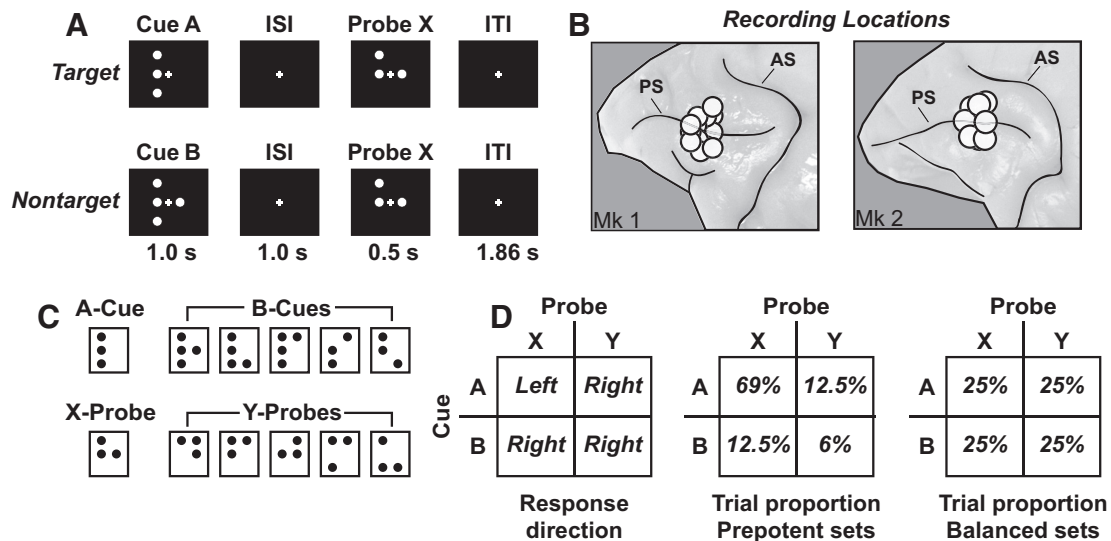 A
Cue A ISI Probe X ITI
Target
Cue B ISI Probe X ITI
Nontarget
1.0 s 1.0 s 0.5 s 1.86 s
B
Recording Locations
PS AS
Mk 1
PS AS
Mk 2
C
A-Cue B-Cues
X-Probe Y-Probes
D
Probe
X Y
Cue
A Left Right
B Right Right
Response
direction
Probe
X Y
A 69% 12.5%
B 12.5% 6%
Trial proportion
Prepotent sets
Probe
X Y
A 25% 25%
B 25% 25%
Trial proportion
Balanced sets